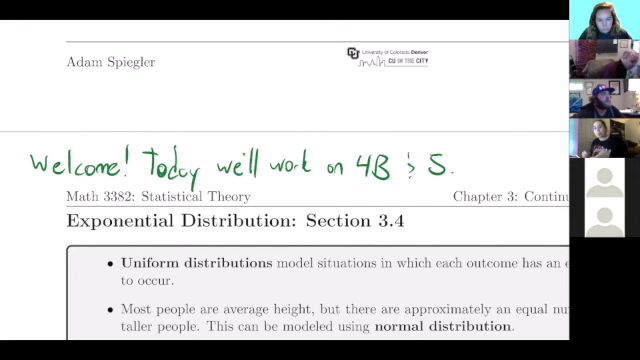 University of Colorado Denver
Adam Spiegler
CU IN THE CITY
Welcome! Today we'll work on 4B & 5.
Math 3382: Statistical Theory Chapter 3: Continu
Exponential Distribution: Section 3.4
• Uniform distributions model situations in which each outcome has an e
to occur.
• Most people are average height, but there are approximately an equal nu
taller people. This can be modeled using normal distribution.